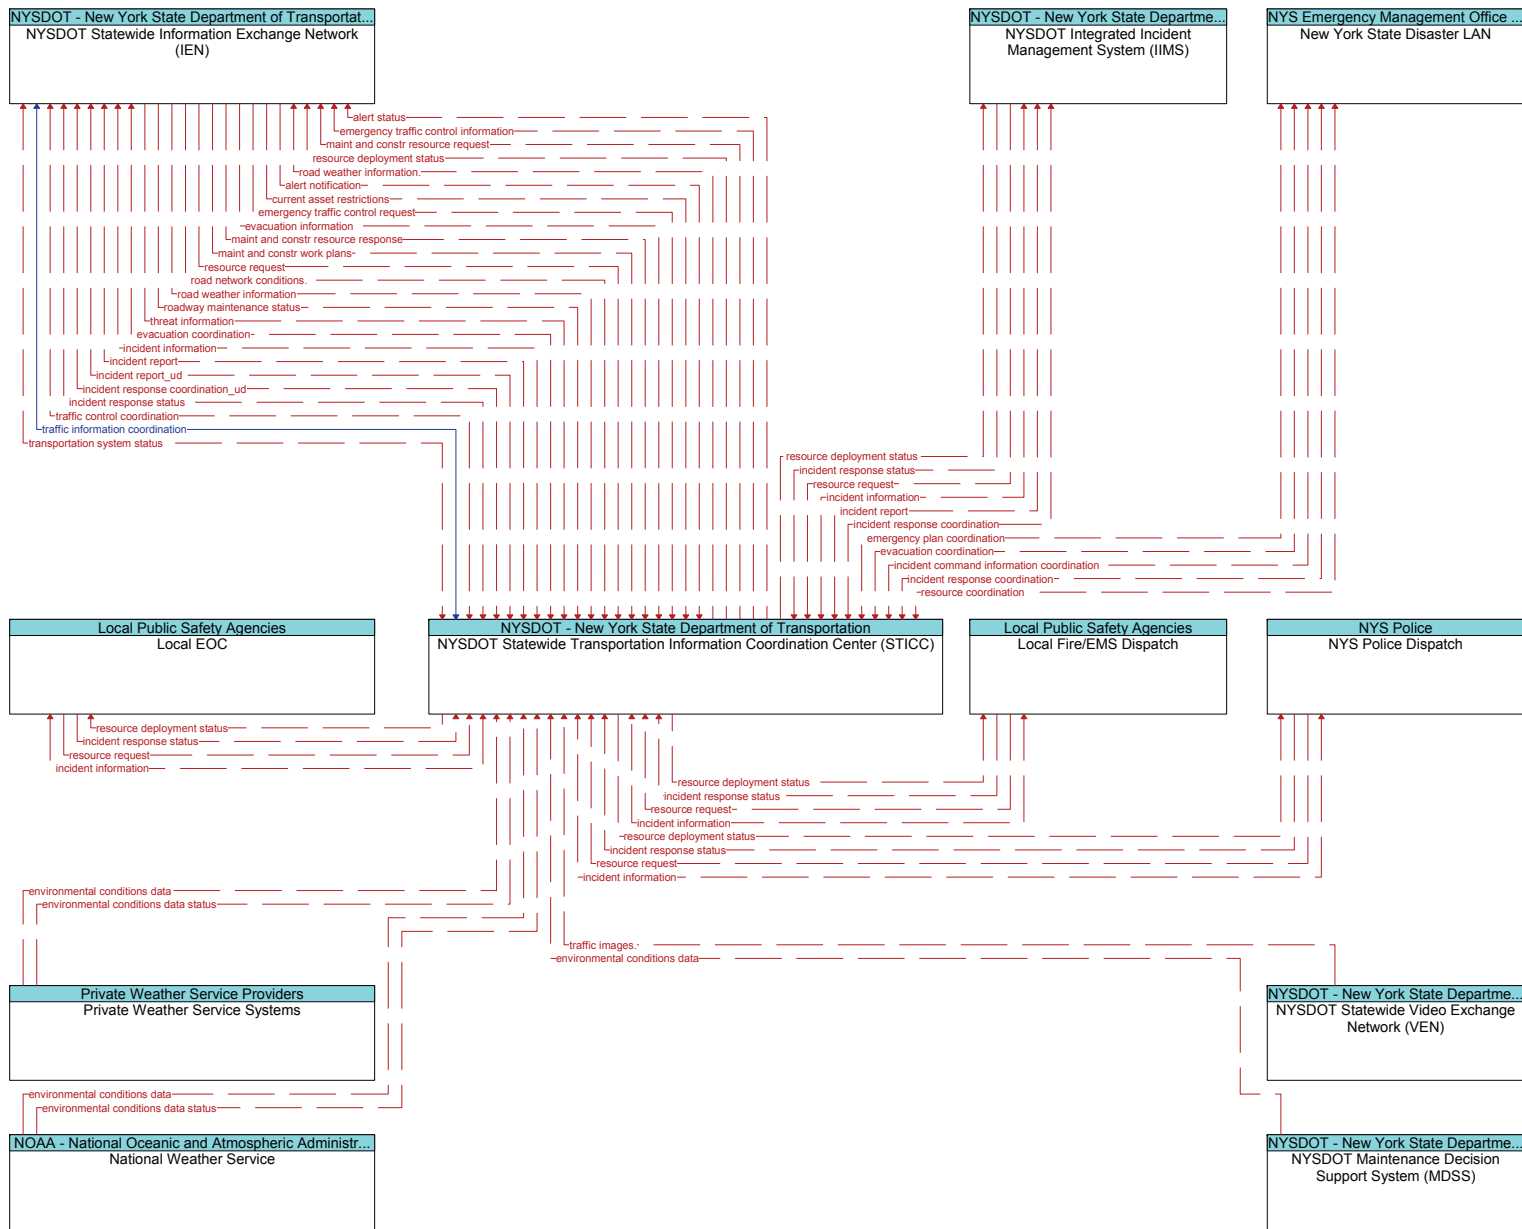 NYSDOT - New York State Department of Transportat...
NYSDOT Statewide Information Exchange Network
(IEN)
NYSDOT - New York State Departme...
NYSDOT Integrated Incident
Management System (IIMS)
NYS Emergency Management Office ...
New York State Disaster LAN
alert status
emergency traffic control information
maint and constr resource request
resource deployment status
road weather information.
alert notification
current asset restrictions
emergency traffic control request
evacuation information
maint and constr resource response
maint and constr work plans
resource request
road network conditions.
road weather information
roadway maintenance status
threat information
evacuation coordination
incident information
incident report
incident report_ud
incident response coordination_ud
incident response status
traffic control coordination
traffic information coordination
transportation system status
resource deployment status
incident response status
resource request
incident information
incident report
incident response coordination
emergency plan coordination
evacuation coordination
incident command information coordination
incident response coordination
resource coordination
Local Public Safety Agencies
Local EOC
NYSDOT - New York State Department of Transportation
NYSDOT Statewide Transportation Information Coordination Center (STICC)
Local Public Safety Agencies
Local Fire/EMS Dispatch
NYS Police
NYS Police Dispatch
resource deployment status
incident response status
resource request
incident information
resource deployment status
incident response status
resource request
incident information
resource deployment status
incident response status
resource request
incident information
environmental conditions data
environmental conditions data status
traffic images.
environmental conditions data
Private Weather Service Providers
Private Weather Service Systems
NYSDOT - New York State Departme...
NYSDOT Statewide Video Exchange
Network (VEN)
environmental conditions data
environmental conditions data status
NOAA - National Oceanic and Atmospheric Administr...
National Weather Service
NYSDOT - New York State Departme...
NYSDOT Maintenance Decision
Support System (MDSS)